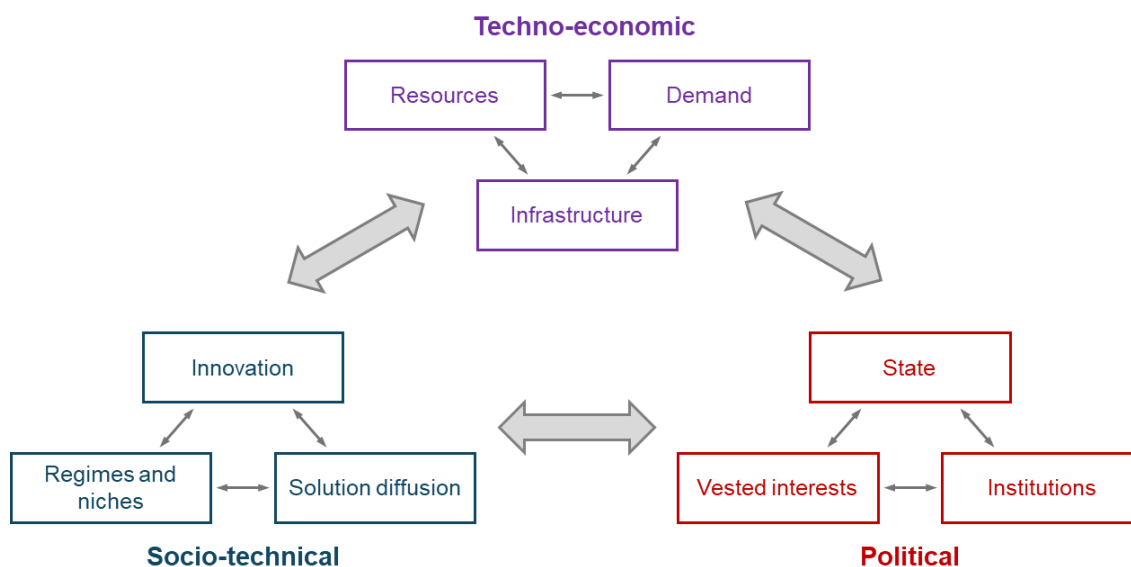 Techno-economic
Resources
Demand
Infrastructure
Innovation
State
Regimes and
niches
Solution diffusion
Vested interests
Institutions
Socio-technical
Political